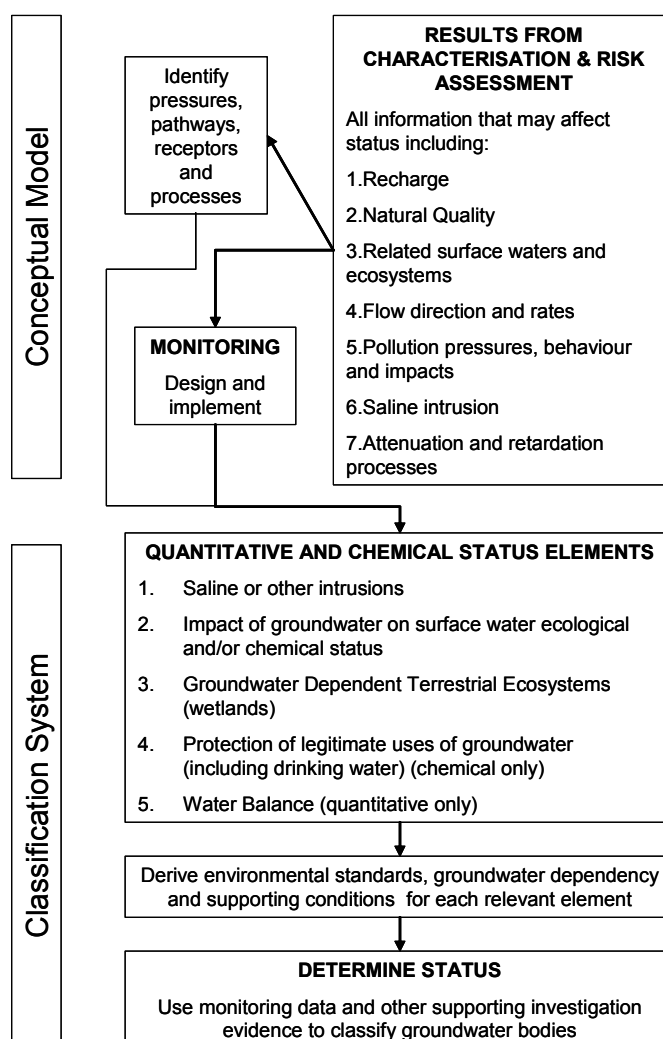 Conceptual Model
Identify
pressures,
pathways,
receptors
and
processes
MONITORING
Design and
implement
RESULTS FROM
CHARACTERISATION & RISK
ASSESSMENT
All information that may affect
status including:
1.Recharge
2.Natural Quality
3.Related surface waters and
ecosystems
4.Flow direction and rates
5.Pollution pressures, behaviour
and impacts
6.Saline intrusion
7.Attenuation and retardation
processes
Classification System
QUANTITATIVE AND CHEMICAL STATUS ELEMENTS
1. Saline or other intrusions
2. Impact of groundwater on surface water ecological
and/or chemical status
3. Groundwater Dependent Terrestrial Ecosystems
(wetlands)
4. Protection of legitimate uses of groundwater
(including drinking water) (chemical only)
5. Water Balance (quantitative only)
Derive environmental standards, groundwater dependency
and supporting conditions for each relevant element
DETERMINE STATUS
Use monitoring data and other supporting investigation
evidence to classify groundwater bodies